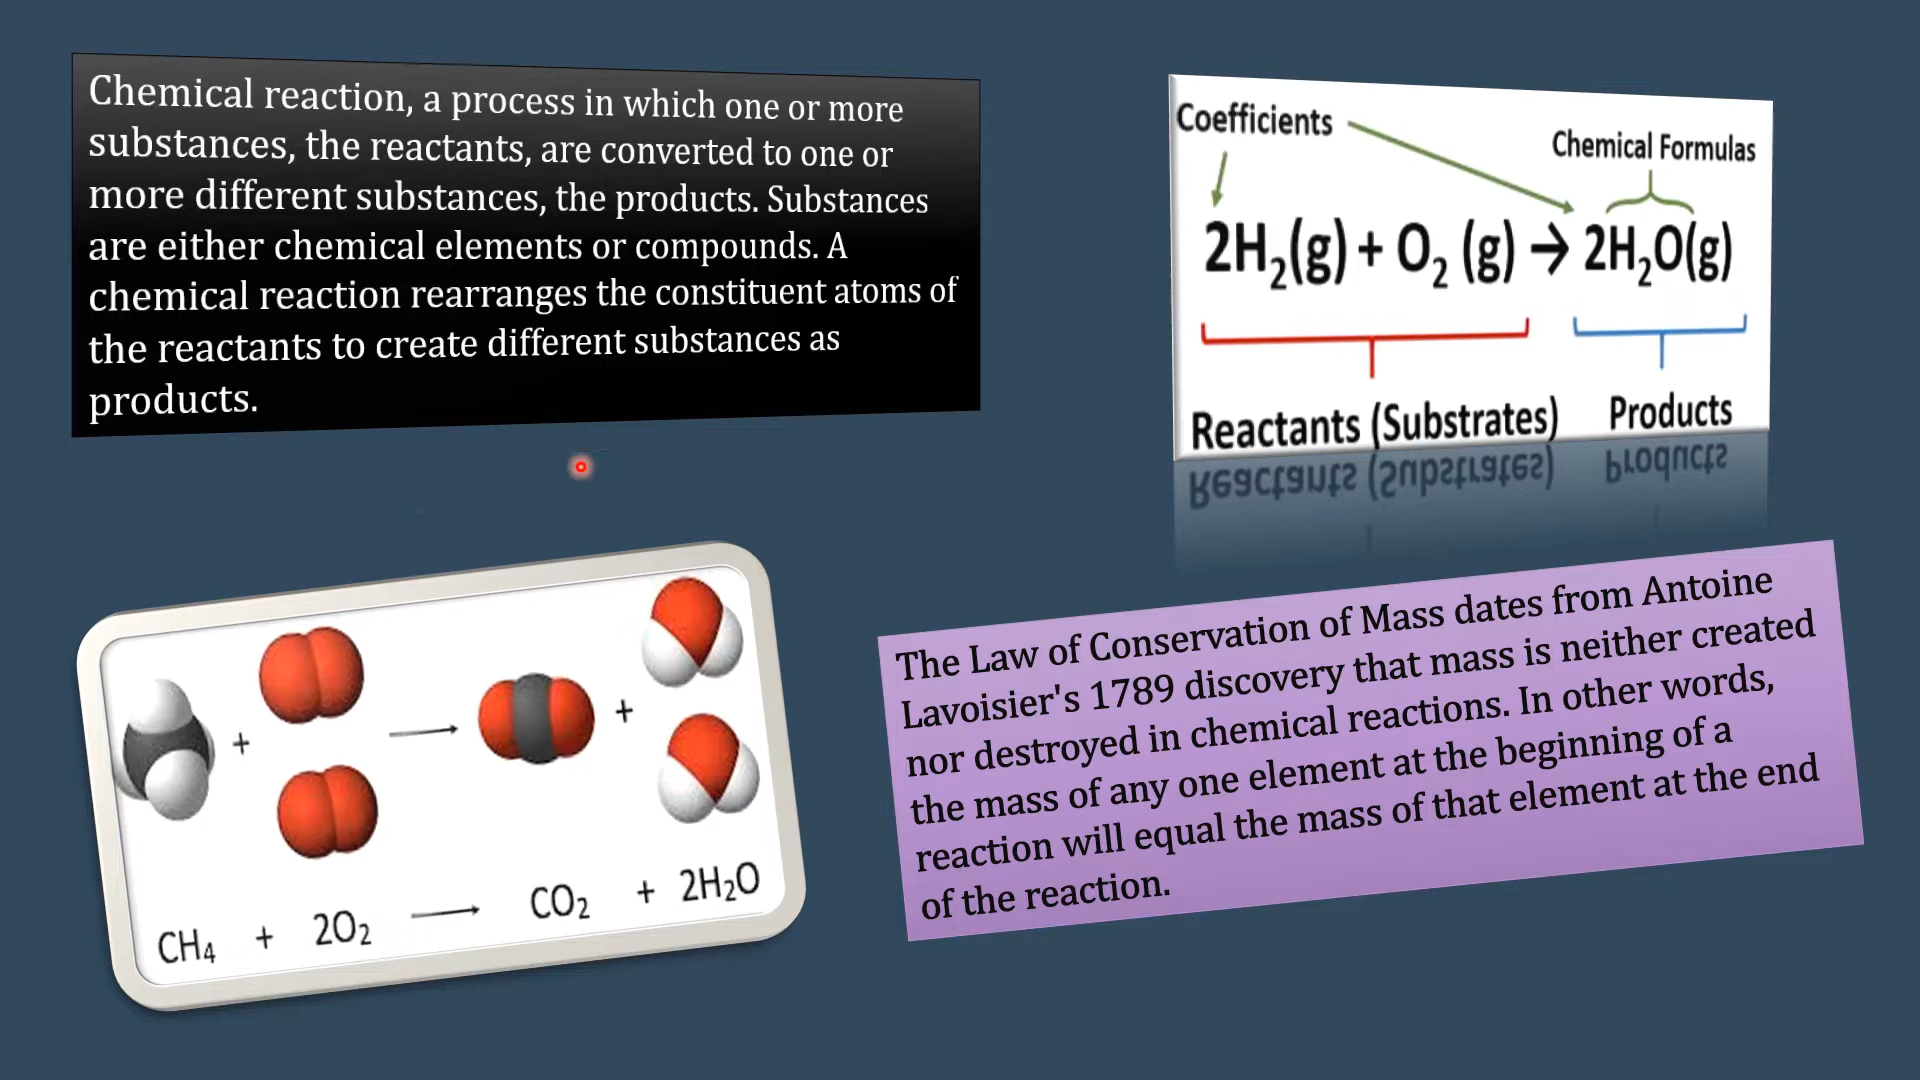 Chemical reaction, a process in which one or more
substances, the reactants, are converted to one or
more different substances, the products. Substances
are either chemical elements or compounds. A
chemical reaction rearranges the constituent atoms of
the reactants to create different substances as
products.
Coefficients
Chemical Formulas
2H₂(g) + O₂ (g) → 2H₂O(g)
Reactants (Substrates) Products
+ → +
CH₄ + 2O₂ → CO₂ + 2H₂O
The Law of Conservation of Mass dates from Antoine
Lavoisier's 1789 discovery that mass is neither created
nor destroyed in chemical reactions. In other words,
the mass of any one element at the beginning of a
reaction will equal the mass of that element at the end
of the reaction.